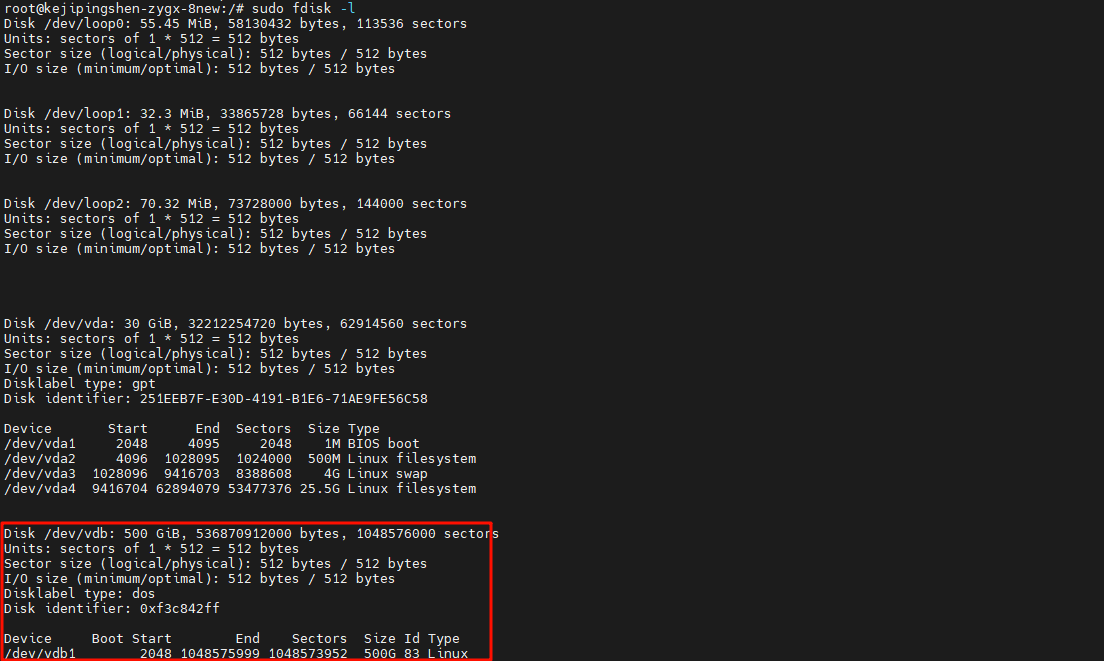 root@kejipingshen-zygx-8new:/# sudo fdisk -l
Disk /dev/loop0: 55.45 MiB, 58130432 bytes, 113536 sectors
Units: sectors of 1 * 512 = 512 bytes
Sector size (logical/physical): 512 bytes / 512 bytes
I/O size (minimum/optimal): 512 bytes / 512 bytes
Disk /dev/loop1: 32.3 MiB, 33865728 bytes, 66144 sectors
Units: sectors of 1 * 512 = 512 bytes
Sector size (logical/physical): 512 bytes / 512 bytes
I/O size (minimum/optimal): 512 bytes / 512 bytes
Disk /dev/loop2: 70.32 MiB, 73728000 bytes, 144000 sectors
Units: sectors of 1 * 512 = 512 bytes
Sector size (logical/physical): 512 bytes / 512 bytes
I/O size (minimum/optimal): 512 bytes / 512 bytes
Disk /dev/vda: 30 GiB, 32212254720 bytes, 62914560 sectors
Units: sectors of 1 * 512 = 512 bytes
Sector size (logical/physical): 512 bytes / 512 bytes
I/O size (minimum/optimal): 512 bytes / 512 bytes
Disklabel type: gpt
Disk identifier: 251EEB7F-E30D-4191-B1E6-71AE9FE56C58
Device       Start      End  Sectors  Size Type
/dev/vda1     2048     4095     2048    1M BIOS boot
/dev/vda2     4096  1028095  1024000  500M Linux filesystem
/dev/vda3  1028096  9416703  8388608    4G Linux swap
/dev/vda4  9416704 62894079 53477376 25.5G Linux filesystem
Disk /dev/vdb: 500 GiB, 536870912000 bytes, 1048576000 sectors
Units: sectors of 1 * 512 = 512 bytes
Sector size (logical/physical): 512 bytes / 512 bytes
I/O size (minimum/optimal): 512 bytes / 512 bytes
Disklabel type: dos
Disk identifier: 0xf3c842ff
Device     Boot Start        End    Sectors  Size Id Type
/dev/vdb1        2048 1048575999 1048573952  500G 83 Linux